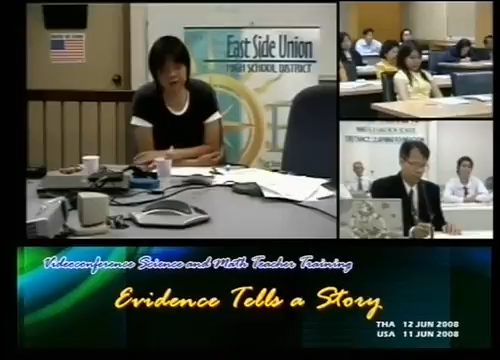 East Side Union
HIGH SCHOOL DISTRICT
Videoconference Science and Math Teacher Training
Evidence Tells a Story
THA 12 JUN 2008
USA 11 JUN 2008